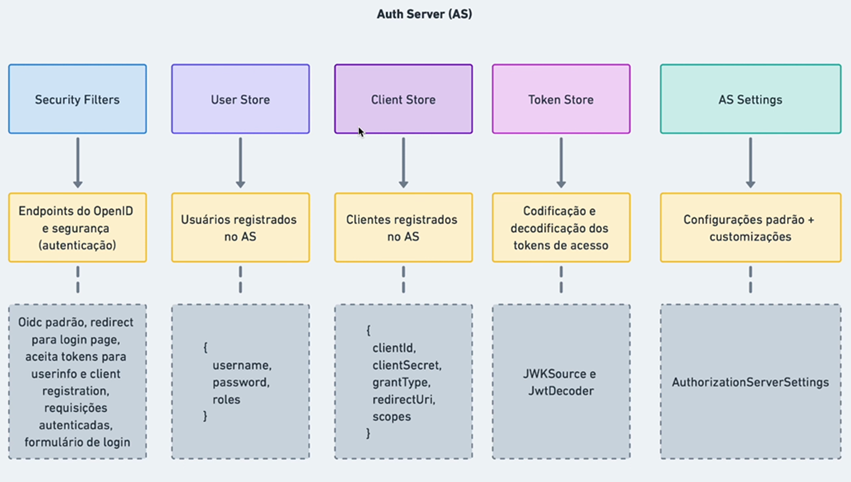 Auth Server (AS)
Security Filters
User Store
Client Store
Token Store
AS Settings
Endpoints do OpenID
e segurança
(autenticação)
Usuários registrados
no AS
Clientes registrados
no AS
Codificação e
decodificação dos
tokens de acesso
Configurações padrão +
customizações
Oidc padrão, redirect
para login page,
aceita tokens para
userinfo e client
registration,
requisições
autenticadas,
formulário de login
{
username,
password,
roles
}
{
clientId,
clientSecret,
grantType,
redirectUri,
scopes
}
JWKSource e
JwtDecoder
AuthorizationServerSettings